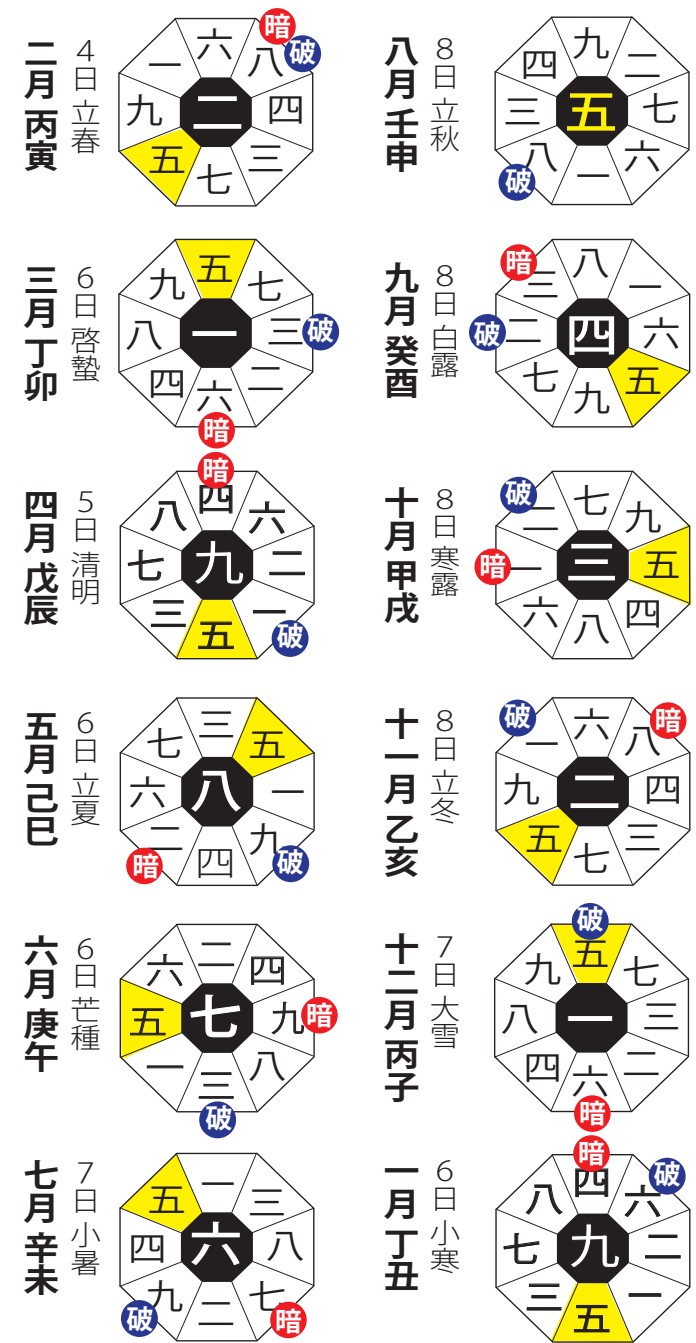 二月 丙寅
4日 立春
暗 破
一 六 八
九 二 四
五 七 三
三月 丁卯
6日 啓蟄
九 五 七
八 一 三 破
四 六 二
暗
四月 戊辰
5日 清明
暗
八 四 六
七 九 二
三 五 一 破
五月 己巳
6日 立夏
七 三 五
六 八 一
二 四 九
暗 破
六月 庚午
6日 芒種
六 二 四
五 七 九 暗
一 三 八
破
七月 辛未
7日 小暑
五 一 三
四 六 八
九 二 七
破 暗
八月 壬申
8日 立秋
四 九 二
三 五 七
八 一 六
破
九月 癸酉
8日 白露
暗 三 八 一
破 二 四 六
七 九 五
十月 甲戌
8日 寒露
破 二 七 九
暗 一 三 五
六 八 四
十一月 乙亥
8日 立冬
破 暗
一 六 八
九 二 四
五 七 三
十二月 丙子
7日 大雪
破
九 五 七
八 一 三
四 六 二
暗
一月 丁丑
6日 小寒
暗 破
八 四 六
七 九 二
三 五 一